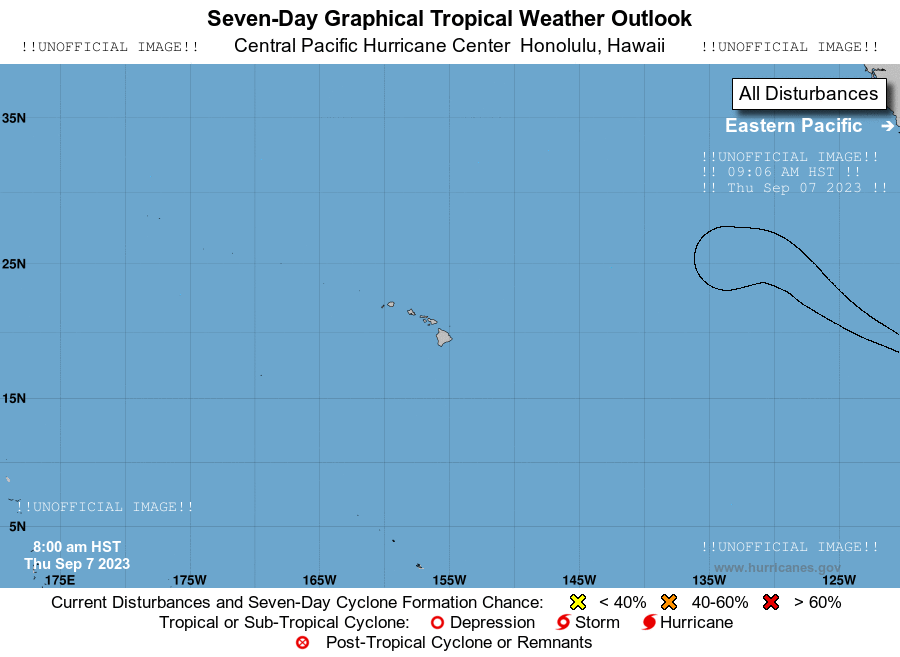 Seven-Day Graphical Tropical Weather Outlook
!!UNOFFICIAL IMAGE!! Central Pacific Hurricane Center Honolulu, Hawaii !!UNOFFICIAL IMAGE!!
All Disturbances
35N
Eastern Pacific ➔
!!UNOFFICIAL IMAGE!!
!! 09:06 AM HST !!
!! Thu Sep 07 2023 !!
25N
15N
!!UNOFFICIAL IMAGE!!
5N
8:00 am HST
Thu Sep 7 2023
!!UNOFFICIAL IMAGE!!
www.hurricanes.gov
175E 175W 165W 155W 145W 135W 125W
Current Disturbances and Seven-Day Cyclone Formation Chance: < 40% 40-60% > 60%
Tropical or Sub-Tropical Cyclone: Depression Storm Hurricane
Post-Tropical Cyclone or Remnants